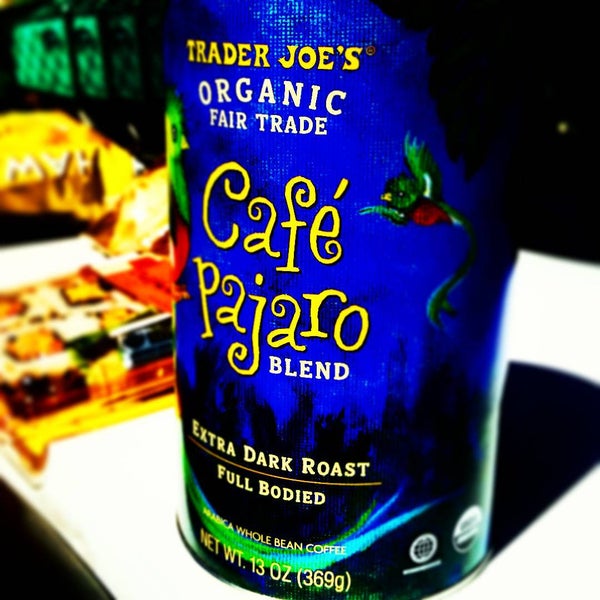 TRADER JOE'S®
ORGANIC
FAIR TRADE
Café
pajaro
BLEND
EXTRA DARK ROAST
FULL BODIED
ARABICA WHOLE BEAN COFFEE
NET WT. 13 OZ (369g)